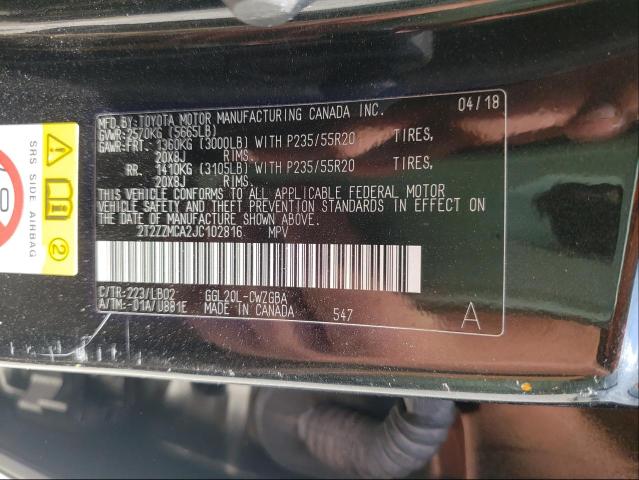 MFD.BY:TOYOTA MOTOR MANUFACTURING CANADA INC. 04/18
GVWR:2570KG (5665LB)
GAWR:FRT. 1360KG (3000LB) WITH P235/55R20 TIRES,
20X8J RIMS.
RR. 1410KG (3105LB) WITH P235/55R20 TIRES,
20X8J RIMS.
THIS VEHICLE CONFORMS TO ALL APPLICABLE FEDERAL MOTOR
VEHICLE SAFETY AND THEFT PREVENTION STANDARDS IN EFFECT ON
THE DATE OF MANUFACTURE SHOWN ABOVE.
2T2ZZMCA2JC102816 MPV
C/TR:223/LB02 GGL20L-CWZGBA
A/TM:-01A/U881E MADE IN CANADA 547 A
SRS SIDE AIRBAG
2